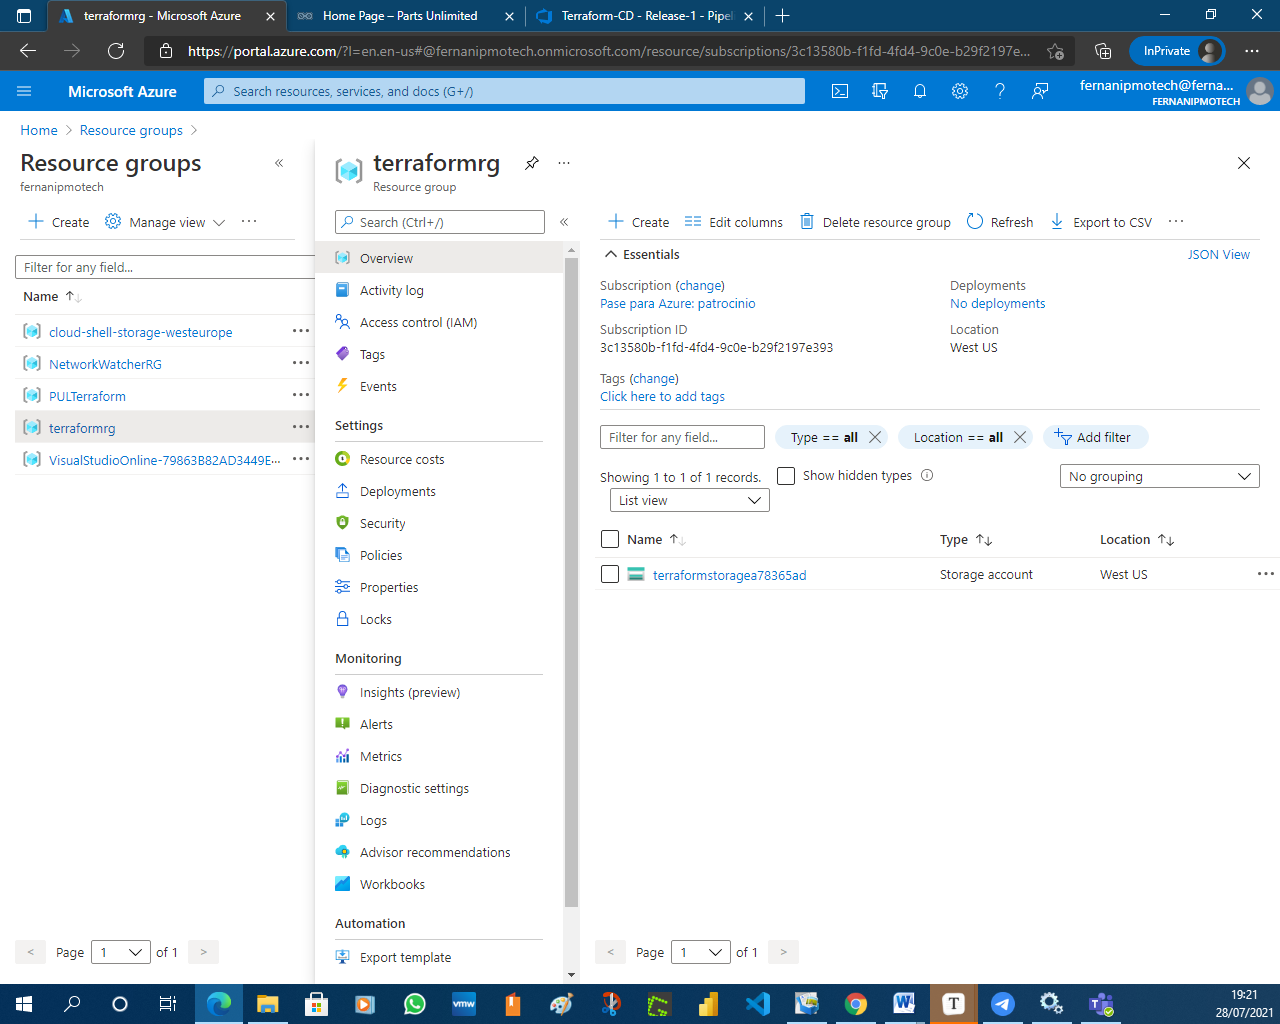 terraformrg - Microsoft Azure
Home Page – Parts Unlimited
Terraform-CD - Release-1 - Pipel
https://portal.azure.com/?l=en.en-us#@fernanipmotech.onmicrosoft.com/resource/subscriptions/3c13580b-f1fd-4fd4-9c0e-b29f2197e...
InPrivate
Microsoft Azure
Search resources, services, and docs (G+/)
fernanipmotech@ferna...
FERNANIPMOTECH
Home > Resource groups >
Resource groups
fernanipmotech
Create
Manage view
Filter for any field...
Name
cloud-shell-storage-westeurope
NetworkWatcherRG
PULTerraform
terraformrg
VisualStudioOnline-79863B82AD3449E...
< Page 1 of 1 >
terraformrg
Resource group
Search (Ctrl+/)
Overview
Activity log
Access control (IAM)
Tags
Events
Settings
Resource costs
Deployments
Security
Policies
Properties
Locks
Monitoring
Insights (preview)
Alerts
Metrics
Diagnostic settings
Logs
Advisor recommendations
Workbooks
Automation
Export template
Create
Edit columns
Delete resource group
Refresh
Export to CSV
Essentials
JSON View
Subscription (change)
Pase para Azure: patrocinio
Subscription ID
3c13580b-f1fd-4fd4-9c0e-b29f2197e393
Deployments
No deployments
Location
West US
Tags (change)
Click here to add tags
Filter for any field...
Type == all
Location == all
Add filter
Showing 1 to 1 of 1 records.
Show hidden types
No grouping
List view
Name
Type
Location
terraformstoragea78365ad
Storage account
West US
< Page 1 of 1 >
vmw
W
T
19:21
28/07/2021